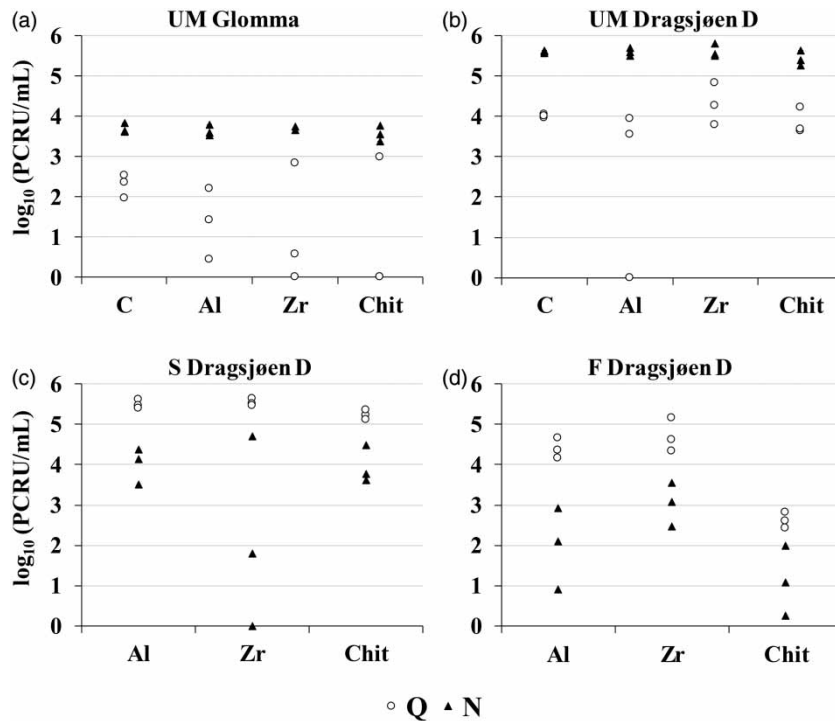 (a) UM Glomma
log10 (PCRU/mL)
6
5
4
3
2
1
0
C Al Zr Chit
(b) UM Dragsjøen D
6
5
4
3
2
1
0
C Al Zr Chit
(c) S Dragsjøen D
log10 (PCRU/mL)
6
5
4
3
2
1
0
Al Zr Chit
(d) F Dragsjøen D
6
5
4
3
2
1
0
Al Zr Chit
Q N